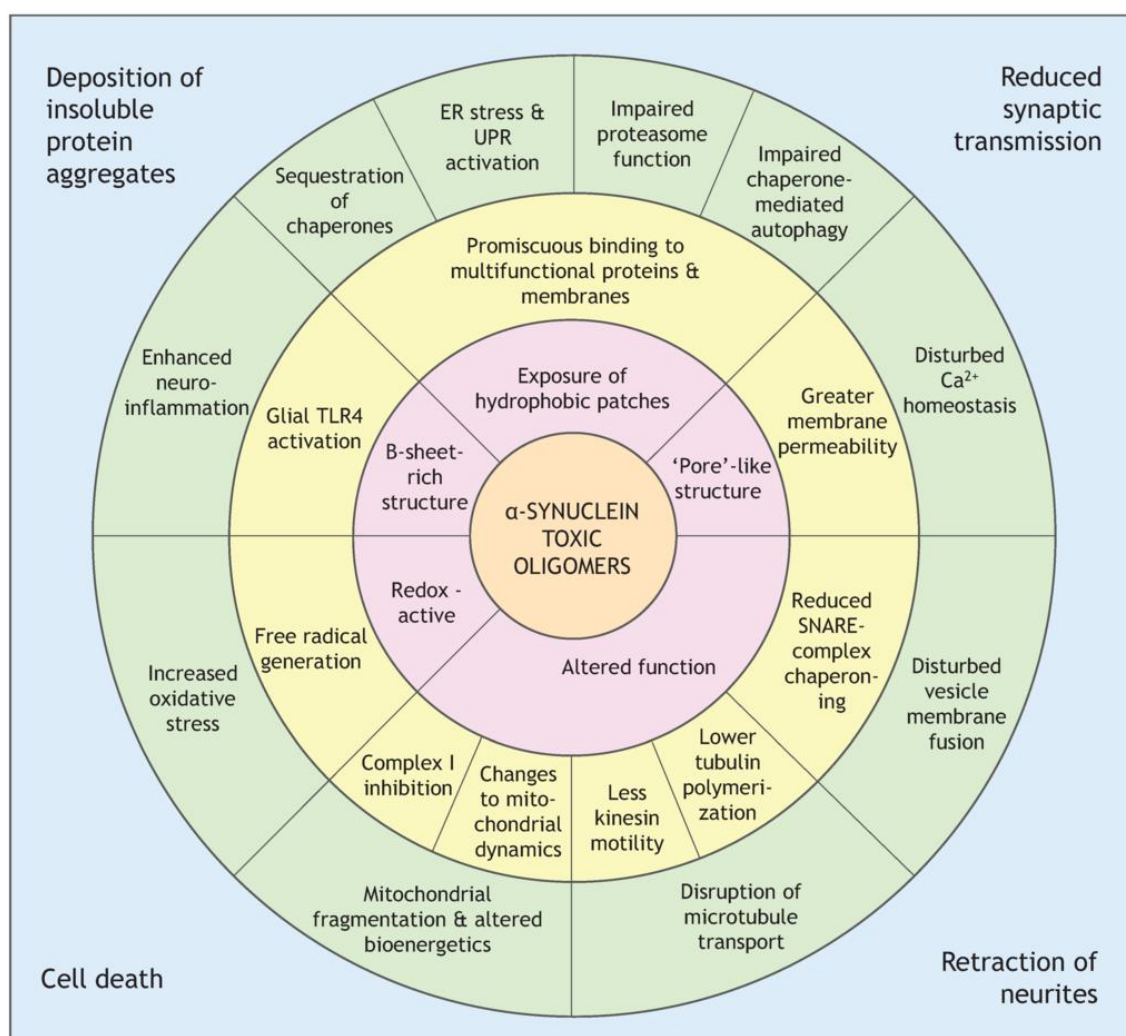 Deposition of
insoluble
protein
aggregates
Reduced
synaptic
transmission
ER stress &
UPR
activation
Impaired
proteasome
function
Sequestration
of
chaperones
Impaired
chaperone-
mediated
autophagy
Enhanced
neuro-
inflammation
Disturbed
Ca²⁺
homeostasis
Increased
oxidative
stress
Disturbed
vesicle
membrane
fusion
Mitochondrial
fragmentation & altered
bioenergetics
Disruption of
microtubule
transport
Promiscuous binding to
multifunctional proteins &
membranes
Glial TLR4
activation
Greater
membrane
permeability
Free radical
generation
Reduced
SNARE-
complex
chaperon-
ing
Complex I
inhibition
Changes
to mito-
chondrial
dynamics
Less
kinesin
motility
Lower
tubulin
polymeri-
zation
Exposure of
hydrophobic patches
B-sheet-
rich
structure
‘Pore’-like
structure
Redox -
active
Altered function
α-SYNUCLEIN
TOXIC
OLIGOMERS
Cell death
Retraction of
neurites